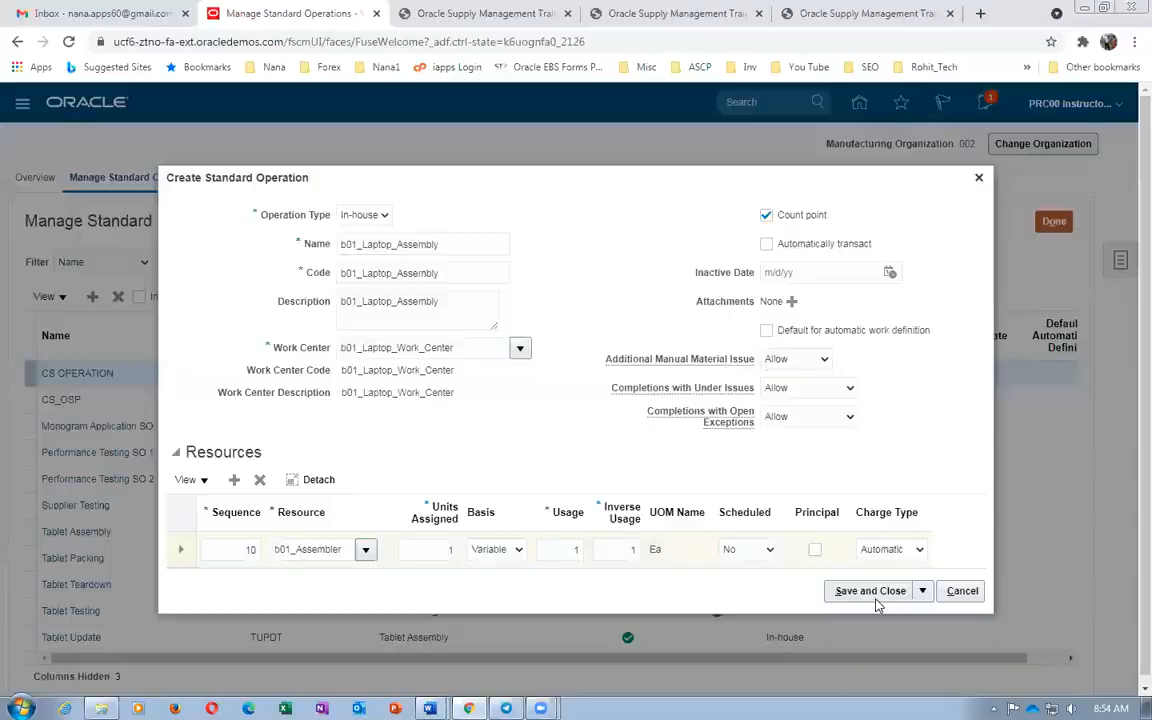 Inbox - nana.apps60@gmail.com
Manage Standard Operations -
Oracle Supply Management Trai
Oracle Supply Management Trai
Oracle Supply Management Trai
ucf6-ztno-fa-ext.oracledemos.com/fscmUI/faces/FuseWelcome?_adf.ctrl-state=k6uognfa0_2126
Apps Suggested Sites Bookmarks Nana Forex Nana1 iapps Login Oracle EBS Forms P... Misc ASCP Inv You Tube SEO Rohit_Tech » Other bookmarks
ORACLE Search 1 PRC00 Instructo...
Manufacturing Organization 002 Change Organization
Overview Manage Standard O
Manage Standard Done
Filter Name
View
Name
CS OPERATION
CS_OSP
Monogram Application SO
Performance Testing SO 1
Performance Testing SO 2
Supplier Testing
Tablet Assembly
Tablet Packing
Tablet Teardown
Tablet Testing
Tablet Update TUPDT Tablet Assembly In-house
Columns Hidden 3
ate
Defaul
Automati
Defini
Create Standard Operation
* Operation Type In-house
* Name b01_Laptop_Assembly
* Code b01_Laptop_Assembly
Description b01_Laptop_Assembly
* Work Center b01_Laptop_Work_Center
Work Center Code b01_Laptop_Work_Center
Work Center Description b01_Laptop_Work_Center
Count point
Automatically transact
Inactive Date m/d/yy
Attachments None
Default for automatic work definition
Additional Manual Material Issue Allow
Completions with Under Issues Allow
Completions with Open Exceptions Allow
Resources
View Detach
* Sequence * Resource * Units Assigned Basis * Usage * Inverse Usage UOM Name Scheduled Principal Charge Type
10 b01_Assembler 1 Variable 1 1 Ea No Automatic
Save and Close Cancel
8:54 AM